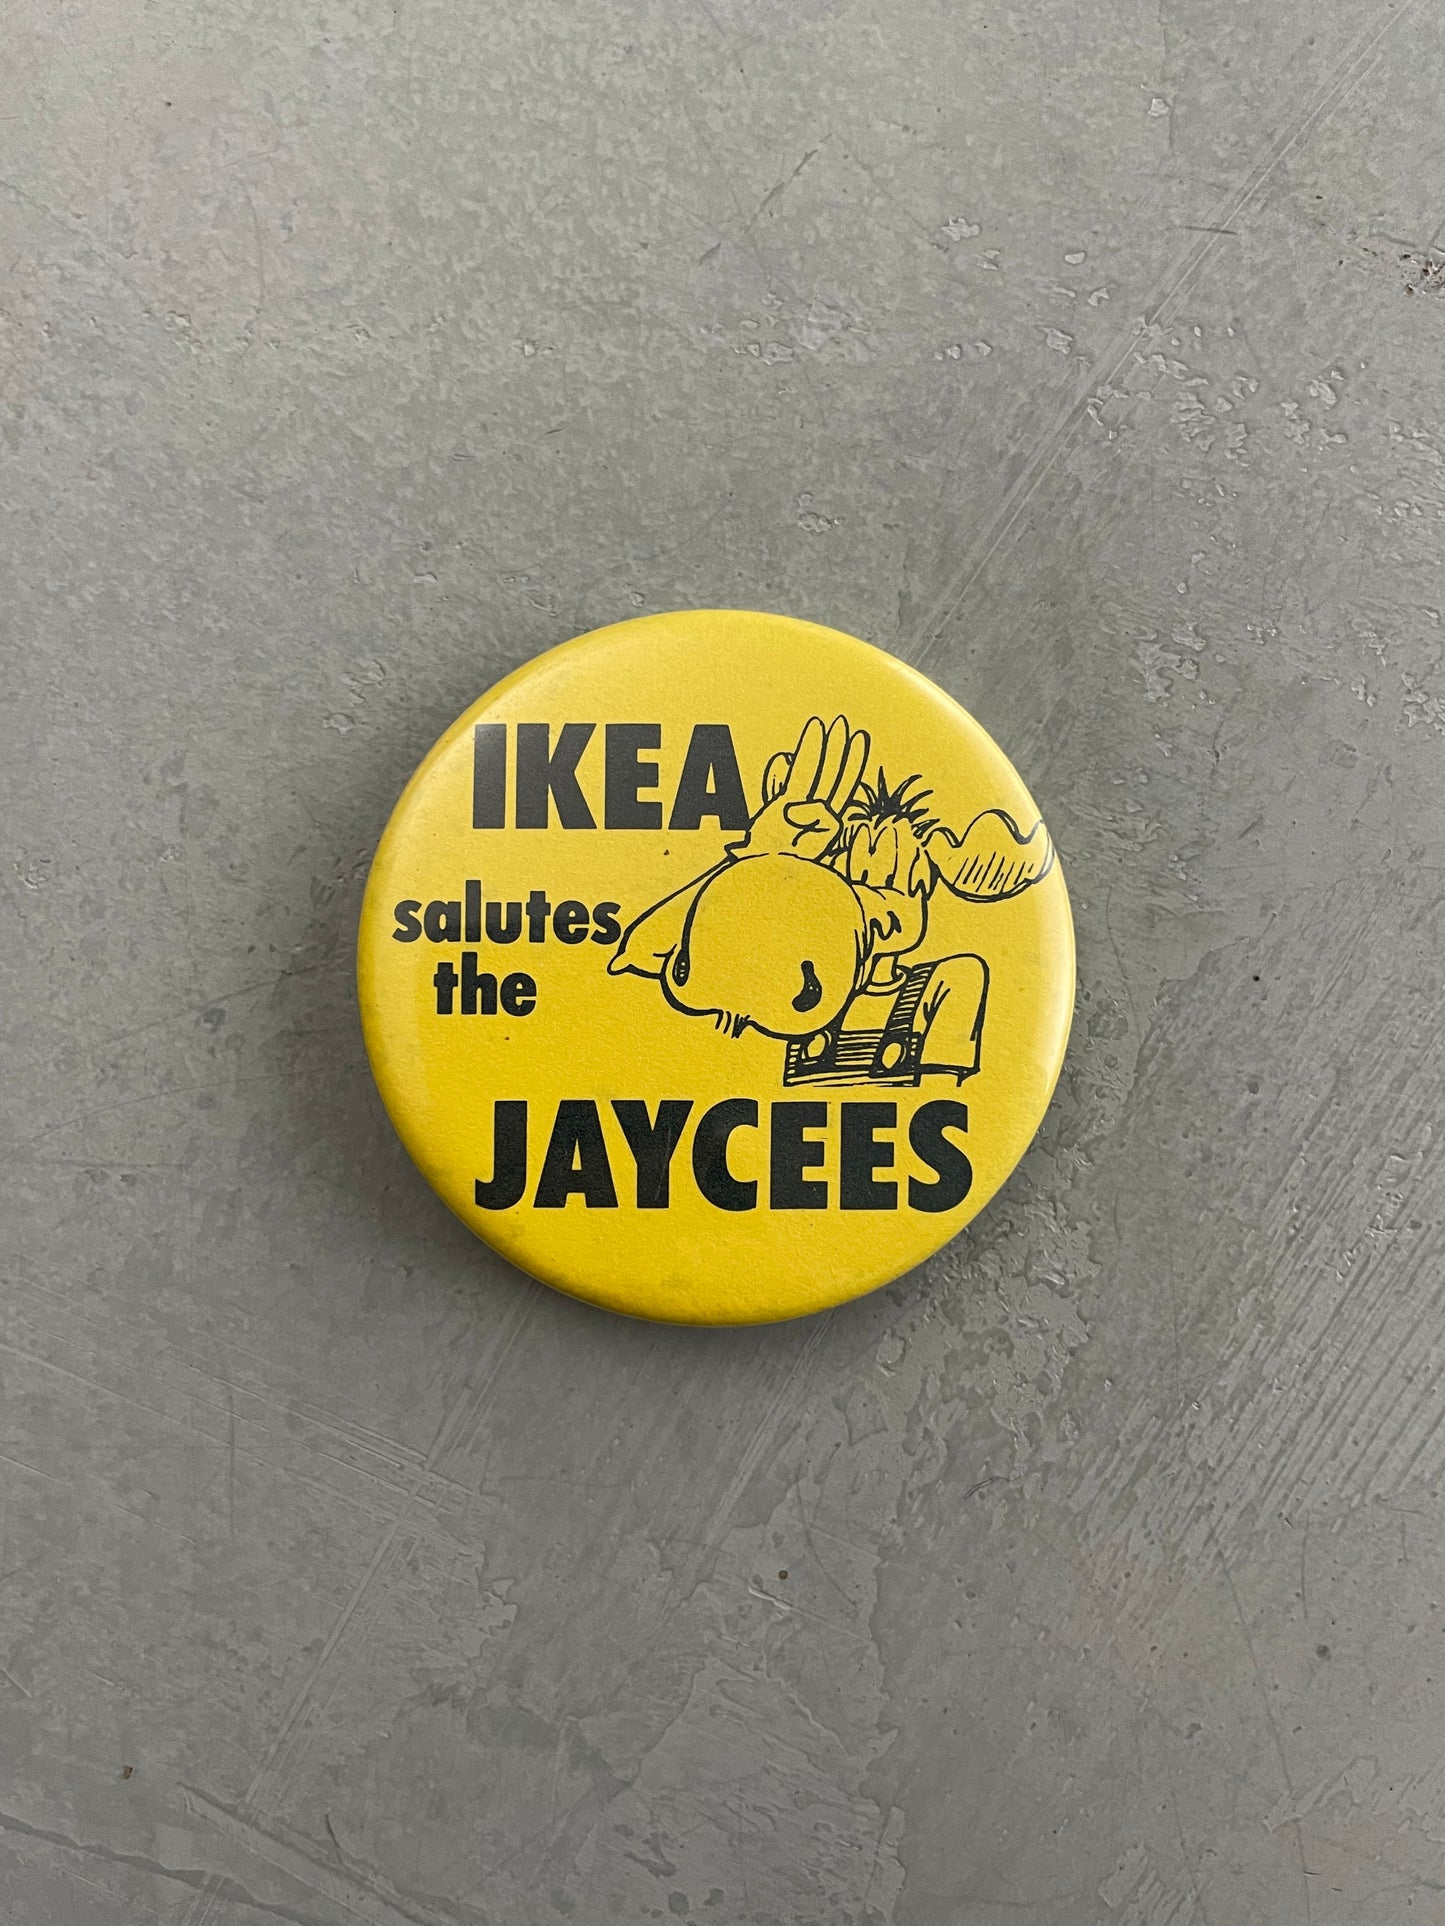 IKEA
salutes
the
JAYCEES